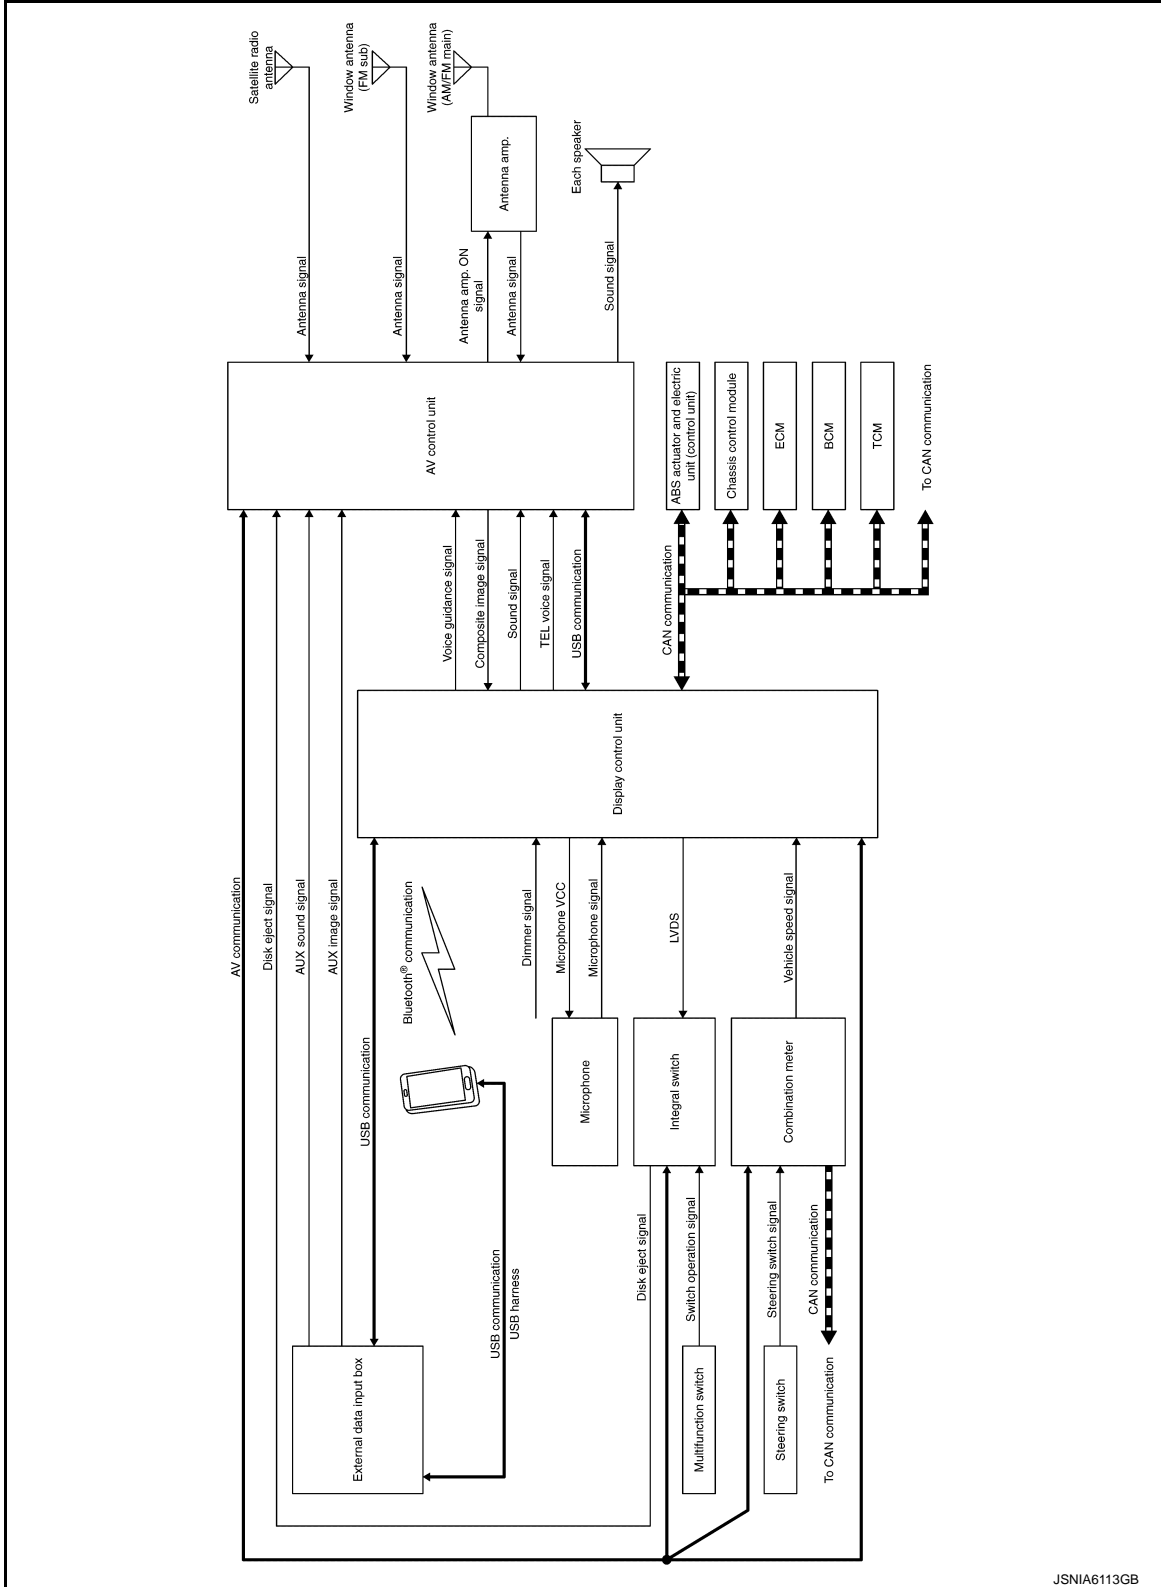 Satellite radio
antenna
Window antenna
(FM sub)
Window antenna
(AM/FM main)
Antenna amp.
Each speaker
Antenna signal
Antenna signal
Antenna amp. ON
signal
Antenna signal
Sound signal
AV control unit
ABS actuator and electric
unit (control unit)
Chassis control module
ECM
BCM
TCM
To CAN communication
Voice guidance signal
Composite image signal
Sound signal
TEL voice signal
USB communication
CAN communication
Display control unit
AV communication
Disk eject signal
AUX sound signal
AUX image signal
USB communication
Bluetooth® communication
Dimmer signal
Microphone VCC
Microphone signal
LVDS
Vehicle speed signal
Microphone
Integral switch
Combination meter
USB communication
USB harness
Disk eject signal
Switch operation signal
Steering switch signal
CAN communication
External data input box
Multifunction switch
Steering switch
To CAN communication
JSNIA6113GB